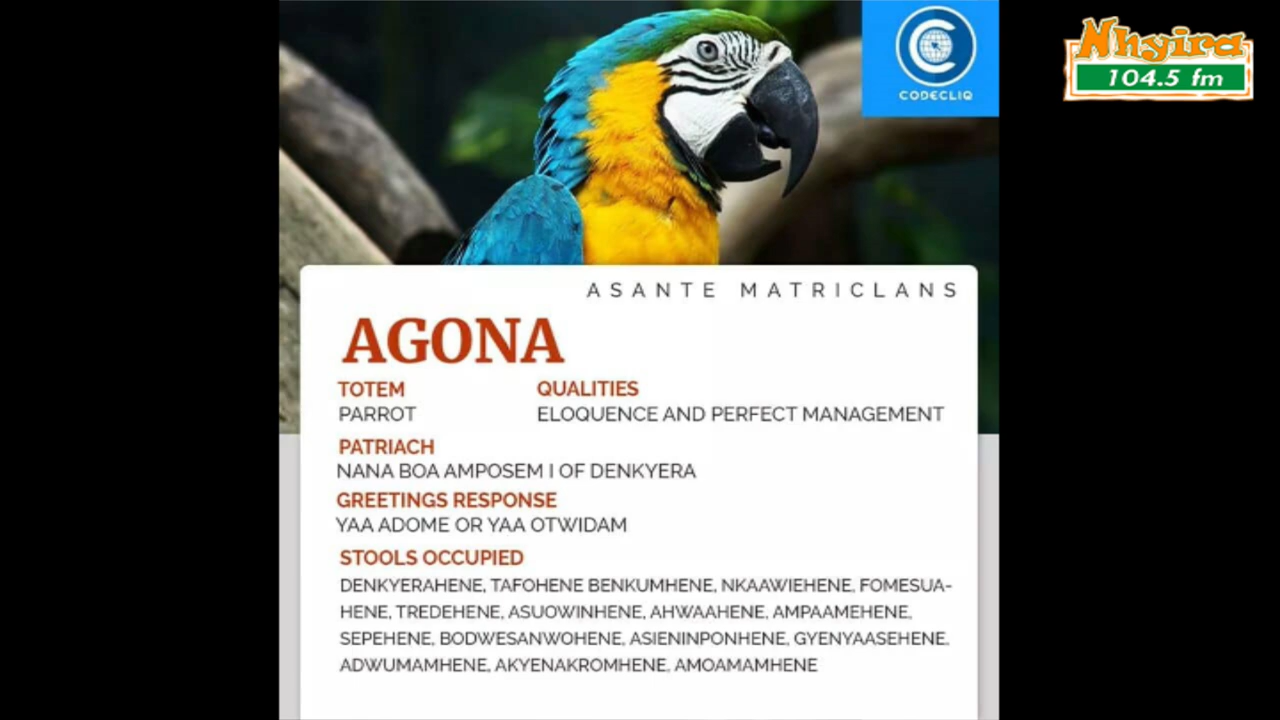 CODECLIQ
Nhyira
104.5 fm
ASANTE MATRICLANS
AGONA
TOTEM
PARROT
QUALITIES
ELOQUENCE AND PERFECT MANAGEMENT
PATRIACH
NANA BOA AMPOSEM I OF DENKYERA
GREETINGS RESPONSE
YAA ADOME OR YAA OTWIDAM
STOOLS OCCUPIED
DENKYERAHENE, TAFOHENE BENKUMHENE, NKAAWIEHENE, FOMESUA-
HENE, TREDEHENE, ASUOWINHENE, AHWAAHENE, AMPAAMEHENE,
SEPEHENE, BODWESANWOHENE, ASIENINPONHENE, GYENYAASEHENE,
ADWUMAMHENE, AKYENAKROMHENE, AMOAMAMHENE